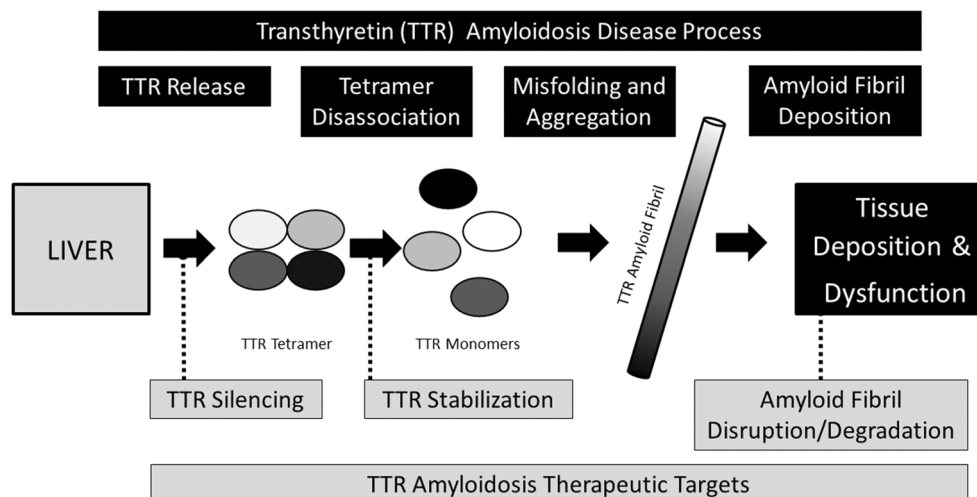 Transthyretin (TTR) Amyloidosis Disease Process
TTR Release
Tetramer
Disassociation
Misfolding and
Aggregation
Amyloid Fibril
Deposition
LIVER
TTR Tetramer
TTR Monomers
TTR Amyloid Fibril
Tissue
Deposition &
Dysfunction
TTR Silencing
TTR Stabilization
Amyloid Fibril
Disruption/Degradation
TTR Amyloidosis Therapeutic Targets